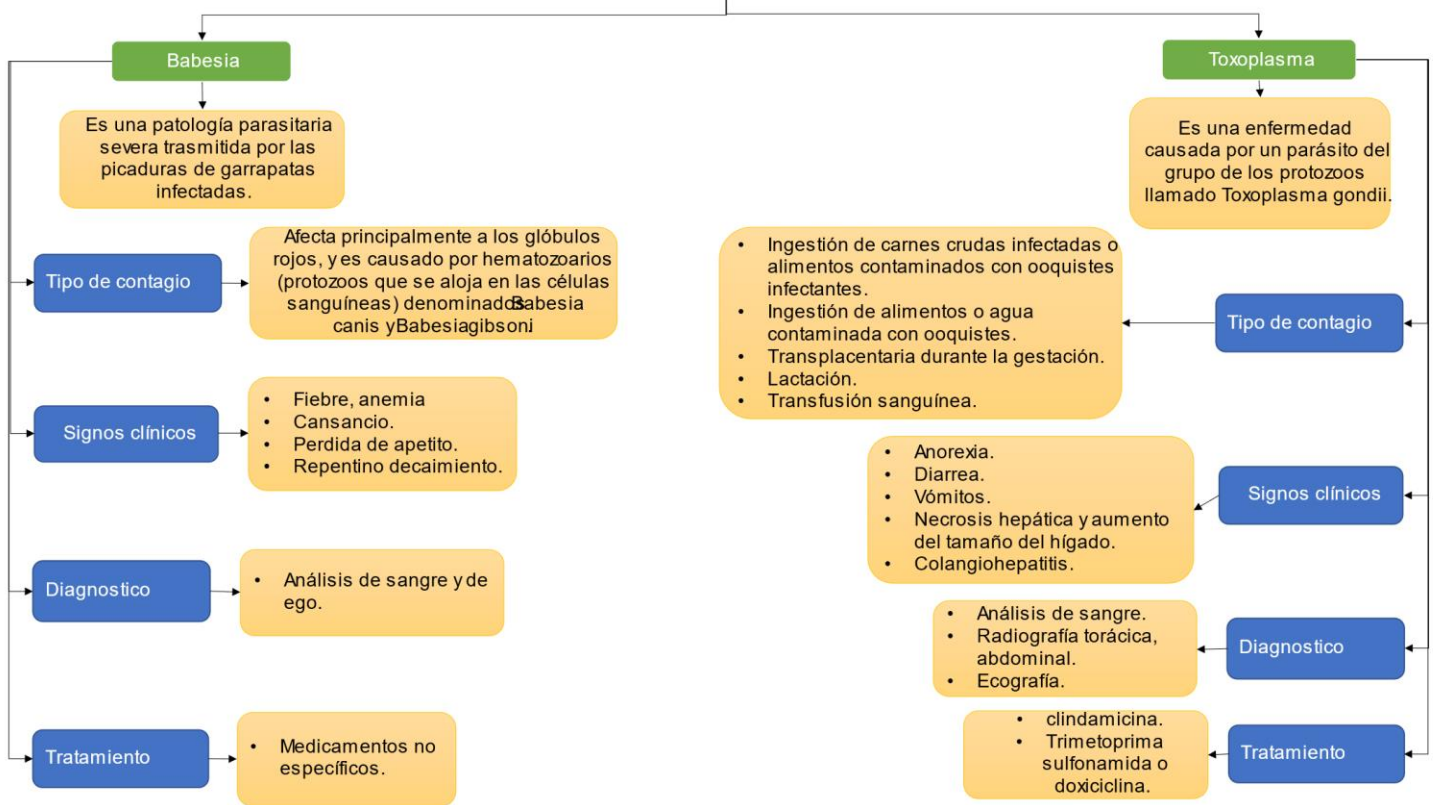 Babesia
Es una patología parasitaria
severa trasmitida por las
picaduras de garrapatas
infectadas.
Tipo de contagio
Afecta principalmente a los glóbulos
rojos, y es causado por hematozoarios
(protozoos que se aloja en las células
sanguíneas) denominados Babesia
canis y Babesia gibsoni.
Signos clínicos
• Fiebre, anemia
• Cansancio.
• Perdida de apetito.
• Repentino decaimiento.
Diagnostico
• Análisis de sangre y de
ego.
Tratamiento
• Medicamentos no
específicos.
Toxoplasma
Es una enfermedad
causada por un parásito del
grupo de los protozoos
llamado Toxoplasma gondii.
Tipo de contagio
• Ingestión de carnes crudas infectadas o
alimentos contaminados con ooquistes
infectantes.
• Ingestión de alimentos o agua
contaminada con ooquistes.
• Transplacentaria durante la gestación.
• Lactación.
• Transfusión sanguínea.
Signos clínicos
• Anorexia.
• Diarrea.
• Vómitos.
• Necrosis hepática y aumento
del tamaño del hígado.
• Colangiohepatitis.
Diagnostico
• Análisis de sangre.
• Radiografía torácica,
abdominal.
• Ecografía.
Tratamiento
• clindamicina.
• Trimetoprima
sulfonamida o
doxiciclina.